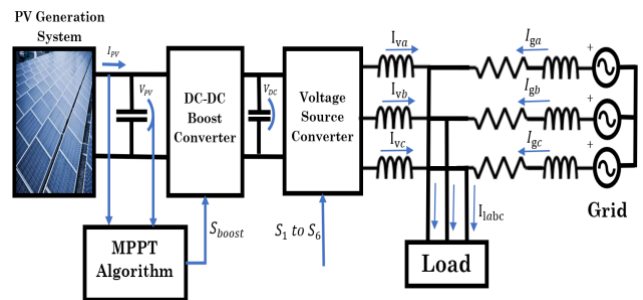 PV Generation
System
I_PV
V_PV
DC-DC
Boost
Converter
V_DC
Voltage
Source
Converter
I_va
I_vb
I_vc
I_ga
I_gb
I_gc
+
+
+
Grid
I_labc
Load
MPPT
Algorithm
S_boost
S_1 to S_6